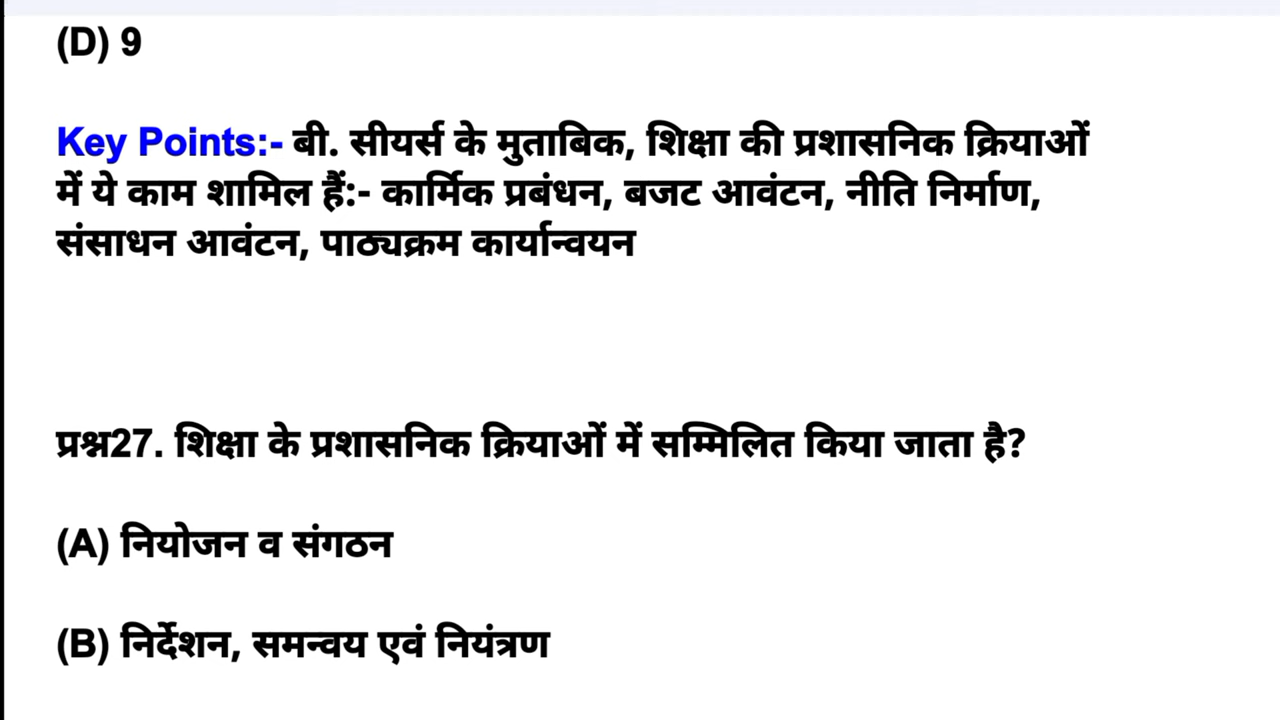 (D) 9
Key Points:- बी. सीयर्स के मुताबिक, शिक्षा की प्रशासनिक क्रियाओं
में ये काम शामिल हैं:- कार्मिक प्रबंधन, बजट आवंटन, नीति निर्माण,
संसाधन आवंटन, पाठ्यक्रम कार्यान्वयन
प्रश्न27. शिक्षा के प्रशासनिक क्रियाओं में सम्मिलित किया जाता है?
(A) नियोजन व संगठन
(B) निर्देशन, समन्वय एवं नियंत्रण